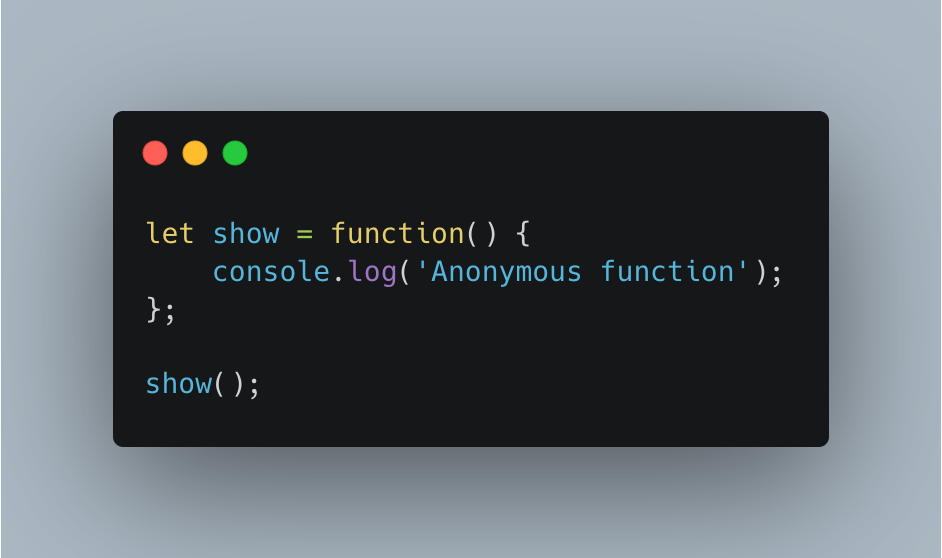 let show = function() {
    console.log('Anonymous function');
};

show();